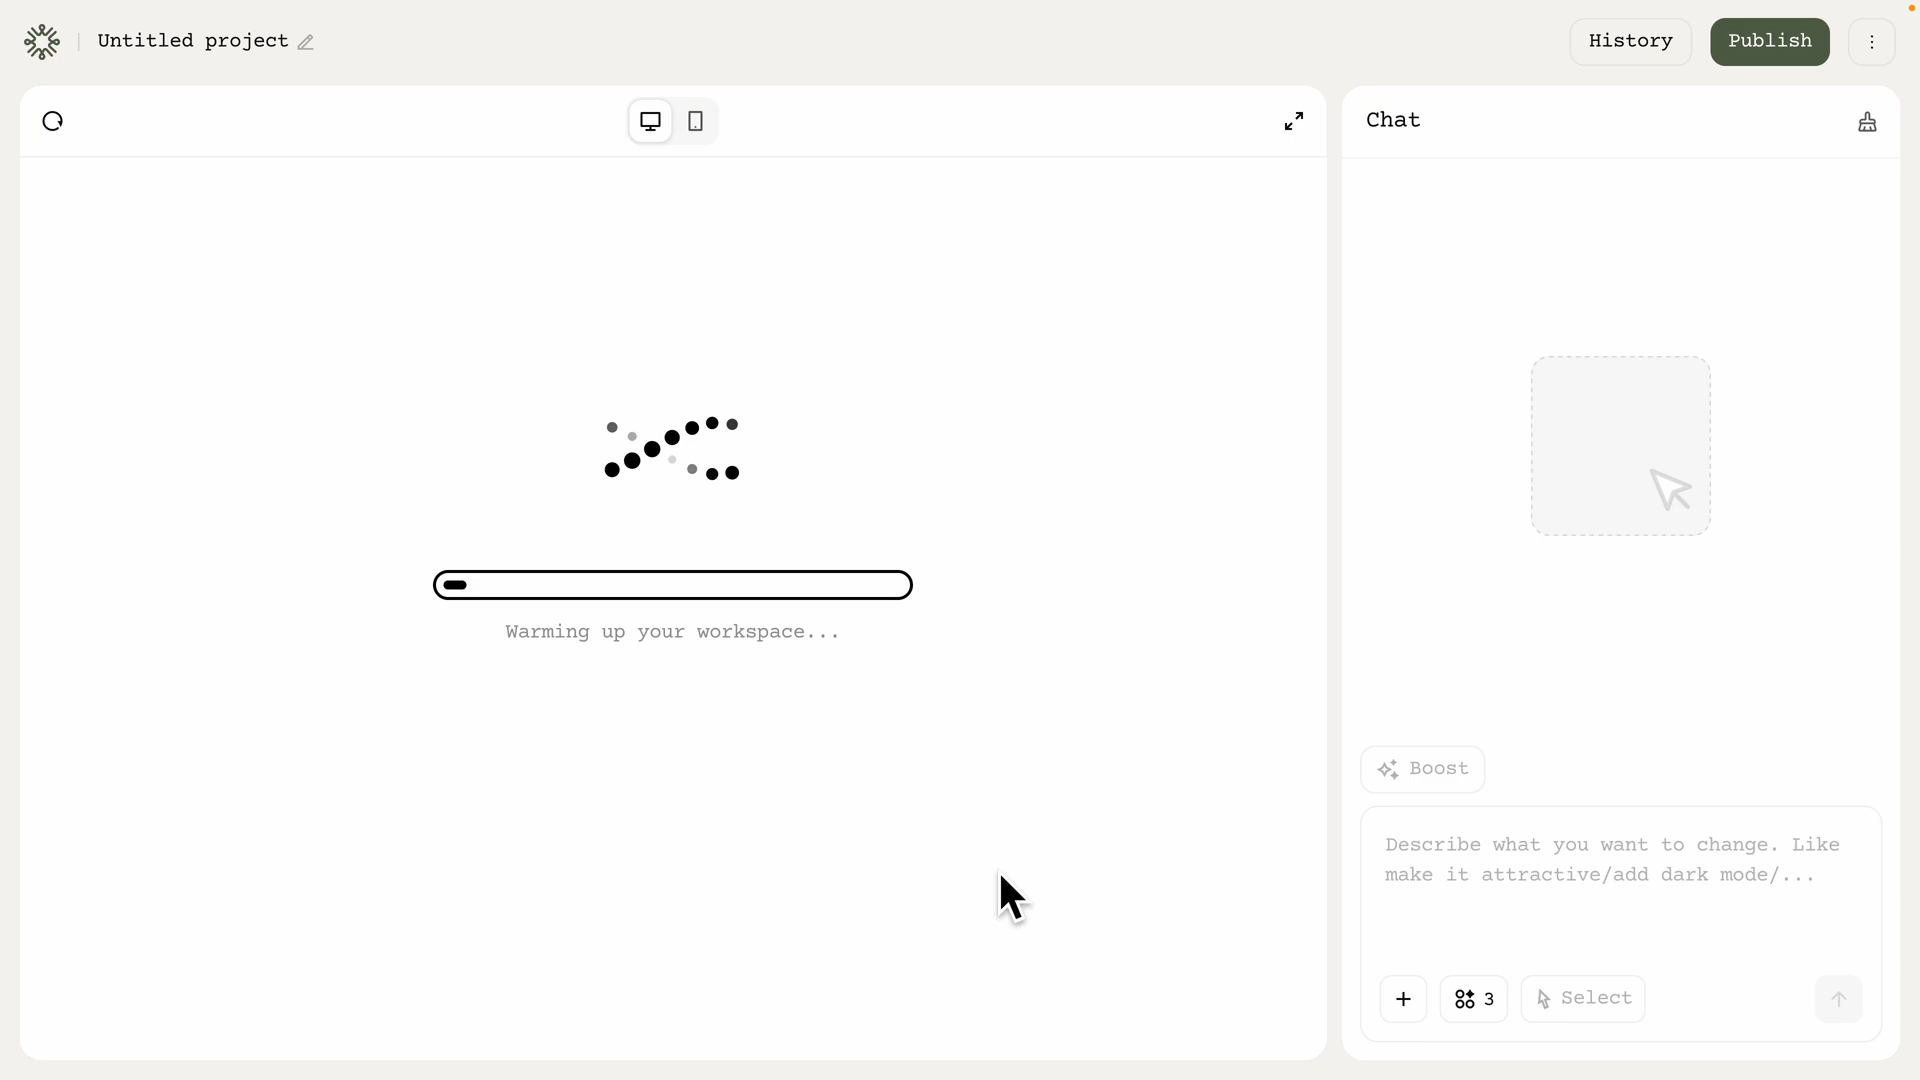 Untitled project
History
Publish
Chat
Warming up your workspace...
Boost
Describe what you want to change. Like
make it attractive/add dark mode/...
3
Select